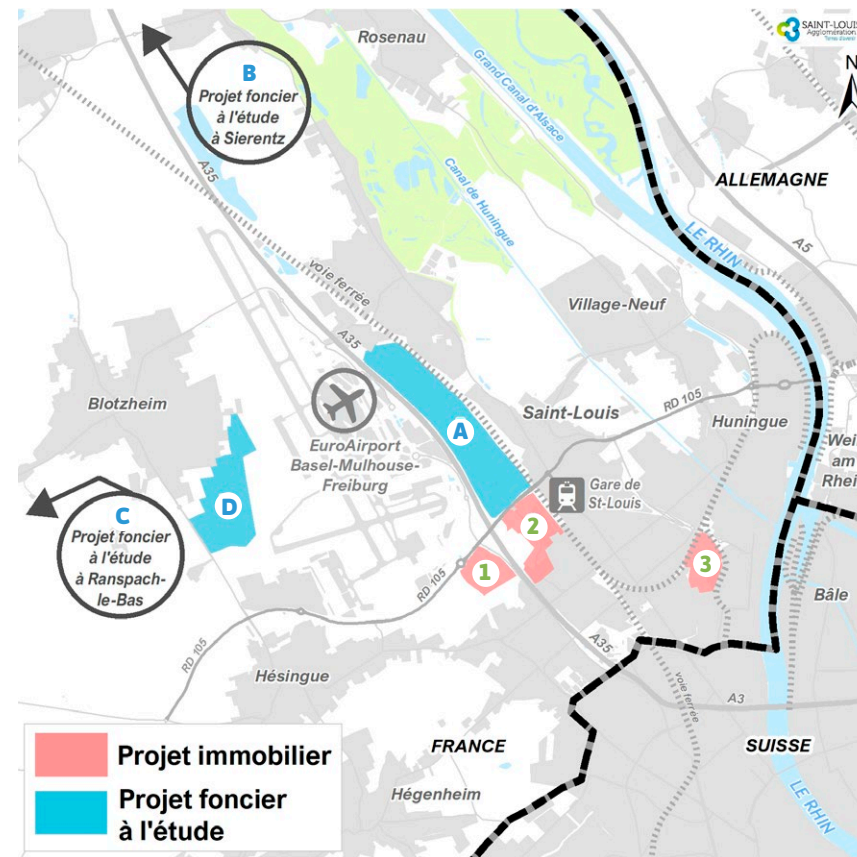 SAINT-LOUIS
Agglomération
Terres d'avenir
N
Rosenau
B
Projet foncier
à l'étude
à Sierentz
Grand Canal d'Alsace
Canal de Huningue
A35
ALLEMAGNE
LE RHIN
A5
voie ferrée
Village-Neuf
A35
Blotzheim
Saint-Louis
RD 105
Huningue
A
EuroAirport
Basel-Mulhouse-
Freiburg
Weil
am
Rhein
D
Gare de
St-Louis
C
Projet foncier
à l'étude
à Ranspach-
le-Bas
2
1
3
RD 105
Bâle
RD 105
A35
Hésingue
voie ferrée
A3
FRANCE
SUISSE
Projet immobilier
Projet foncier
à l'étude
Hégenheim
LE RHIN